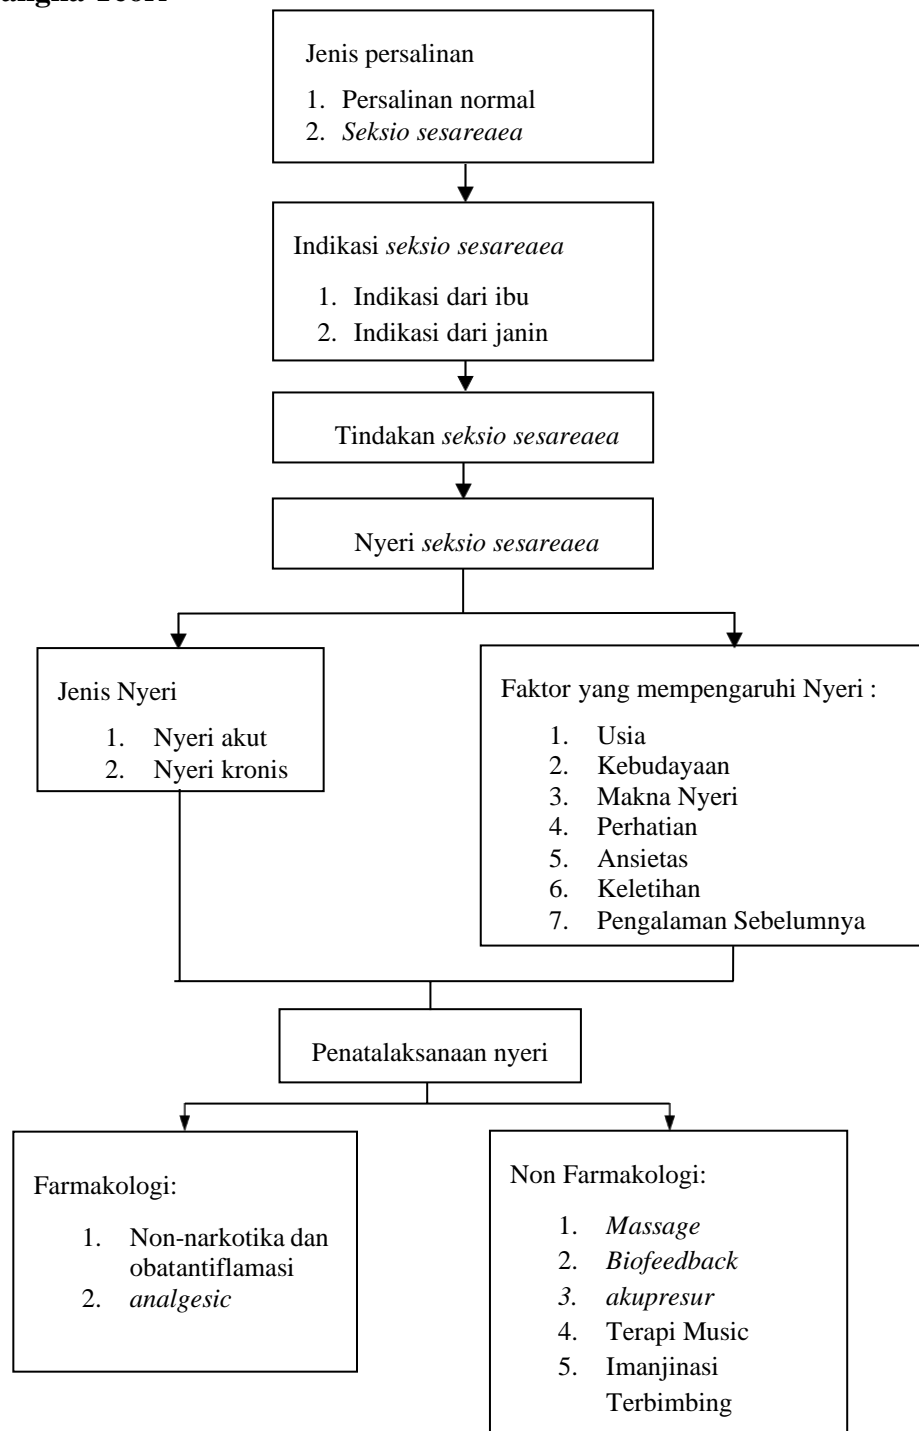 Jenis persalinan
1. Persalinan normal
2. Seksio sesareaea
Indikasi seksio sesareaea
1. Indikasi dari ibu
2. Indikasi dari janin
Tindakan seksio sesareaea
Nyeri seksio sesareaea
Jenis Nyeri
1. Nyeri akut
2. Nyeri kronis
Faktor yang mempengaruhi Nyeri :
1. Usia
2. Kebudayaan
3. Makna Nyeri
4. Perhatian
5. Ansietas
6. Keletihan
7. Pengalaman Sebelumnya
Penatalaksanaan nyeri
Farmakologi:
1. Non-narkotika dan
obatantiflamasi
2. analgesic
Non Farmakologi:
1. Massage
2. Biofeedback
3. akupresur
4. Terapi Music
5. Imanjinasi
Terbimbing